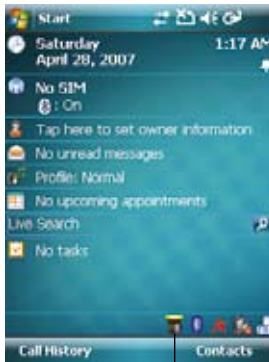 Start
Saturday 1:17 AM
April 28, 2007
No SIM
: On
Tap here to set owner information
No unread messages
Profile: Normal
No upcoming appointments
Live Search
No tasks
Call History Contacts